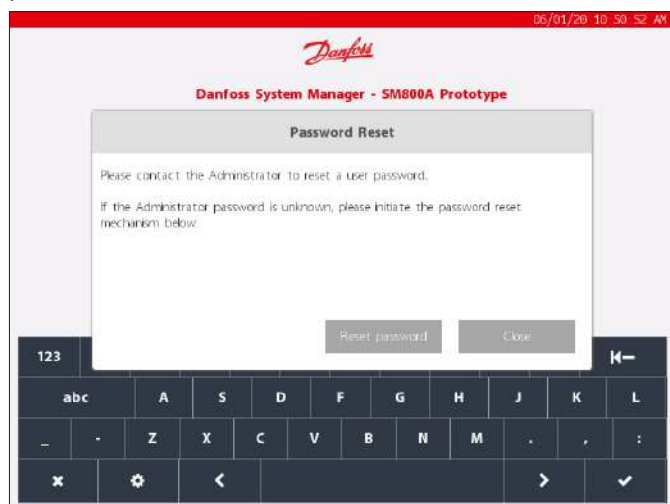 06/01/20 10 50 52 AM
Danfoss
Danfoss System Manager - SM800A Prototype
Password Reset
Please contact the Administrator to reset a user password.
If the Administrator password is unknown, please initiate the password reset
mechanism below.
Reset password Close
123
abc A S D F G H J K L
_ - Z X C V B N M . , :